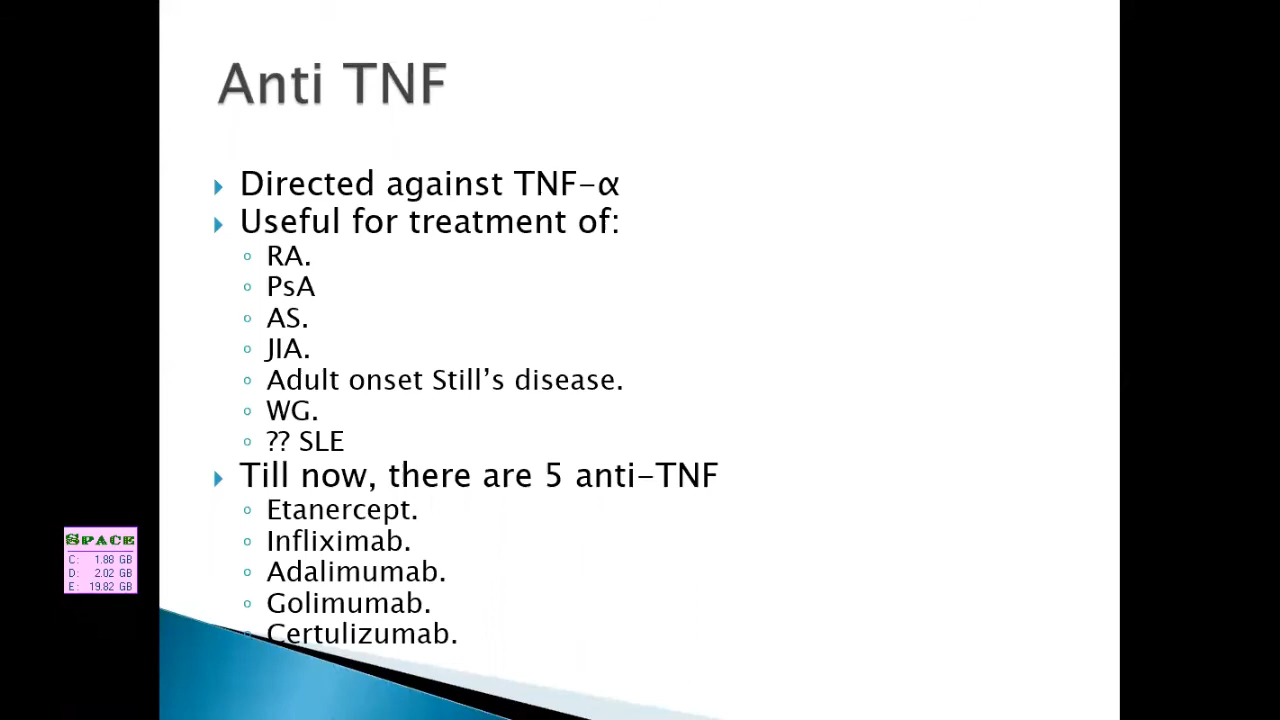 Anti TNF
Directed against TNF-α
Useful for treatment of:
RA.
PsA
AS.
JIA.
Adult onset Still's disease.
WG.
?? SLE
Till now, there are 5 anti-TNF
Etanercept.
Infliximab.
Adalimumab.
Golimumab.
Certulizumab.
SPACE
C: 1.88 GB
D: 2.02 GB
E: 19.82 GB